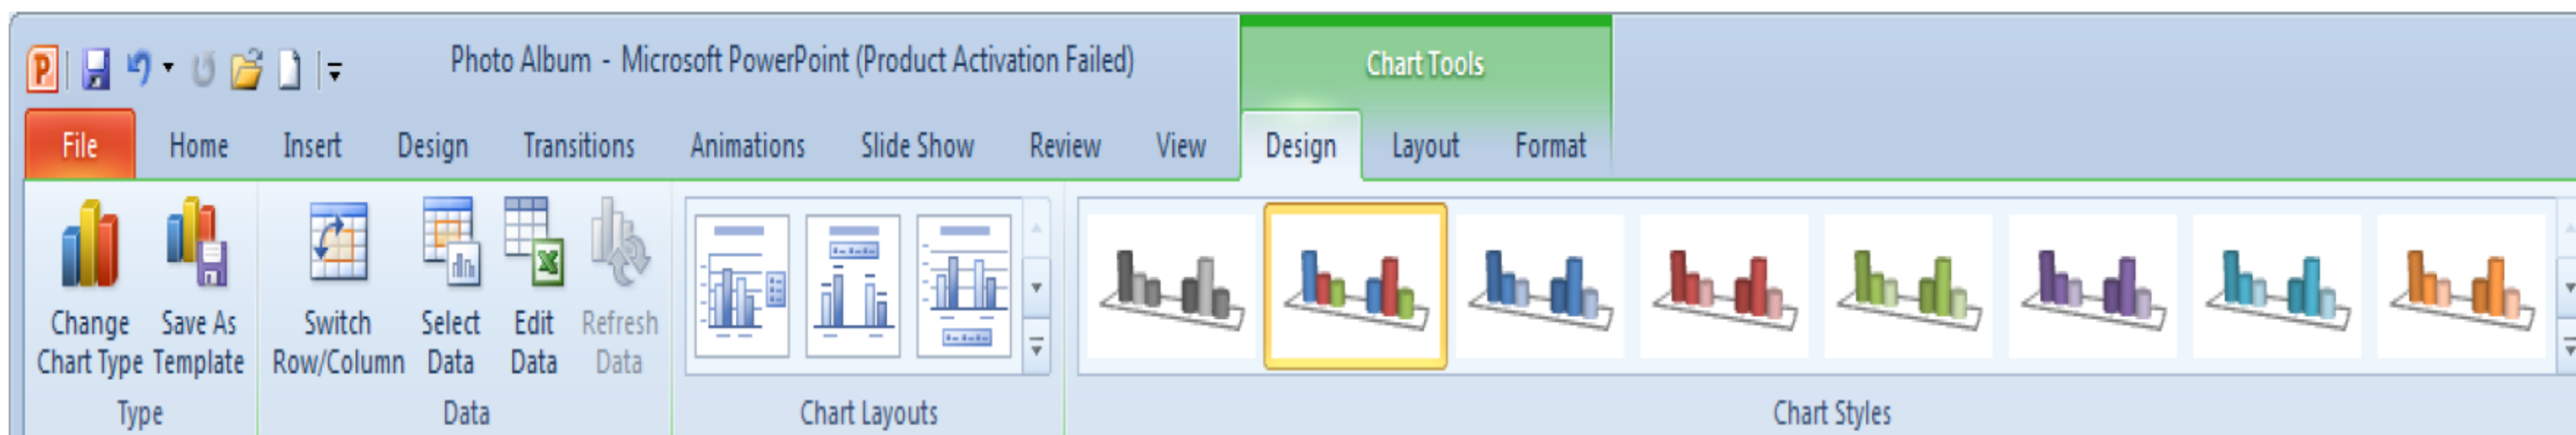 Photo Album - Microsoft PowerPoint (Product Activation Failed)
Chart Tools
File Home Insert Design Transitions Animations Slide Show Review View Design Layout Format
Change Chart Type
Save As Template
Switch Row/Column
Select Data
Edit Data
Refresh Data
Type Data Chart Layouts Chart Styles